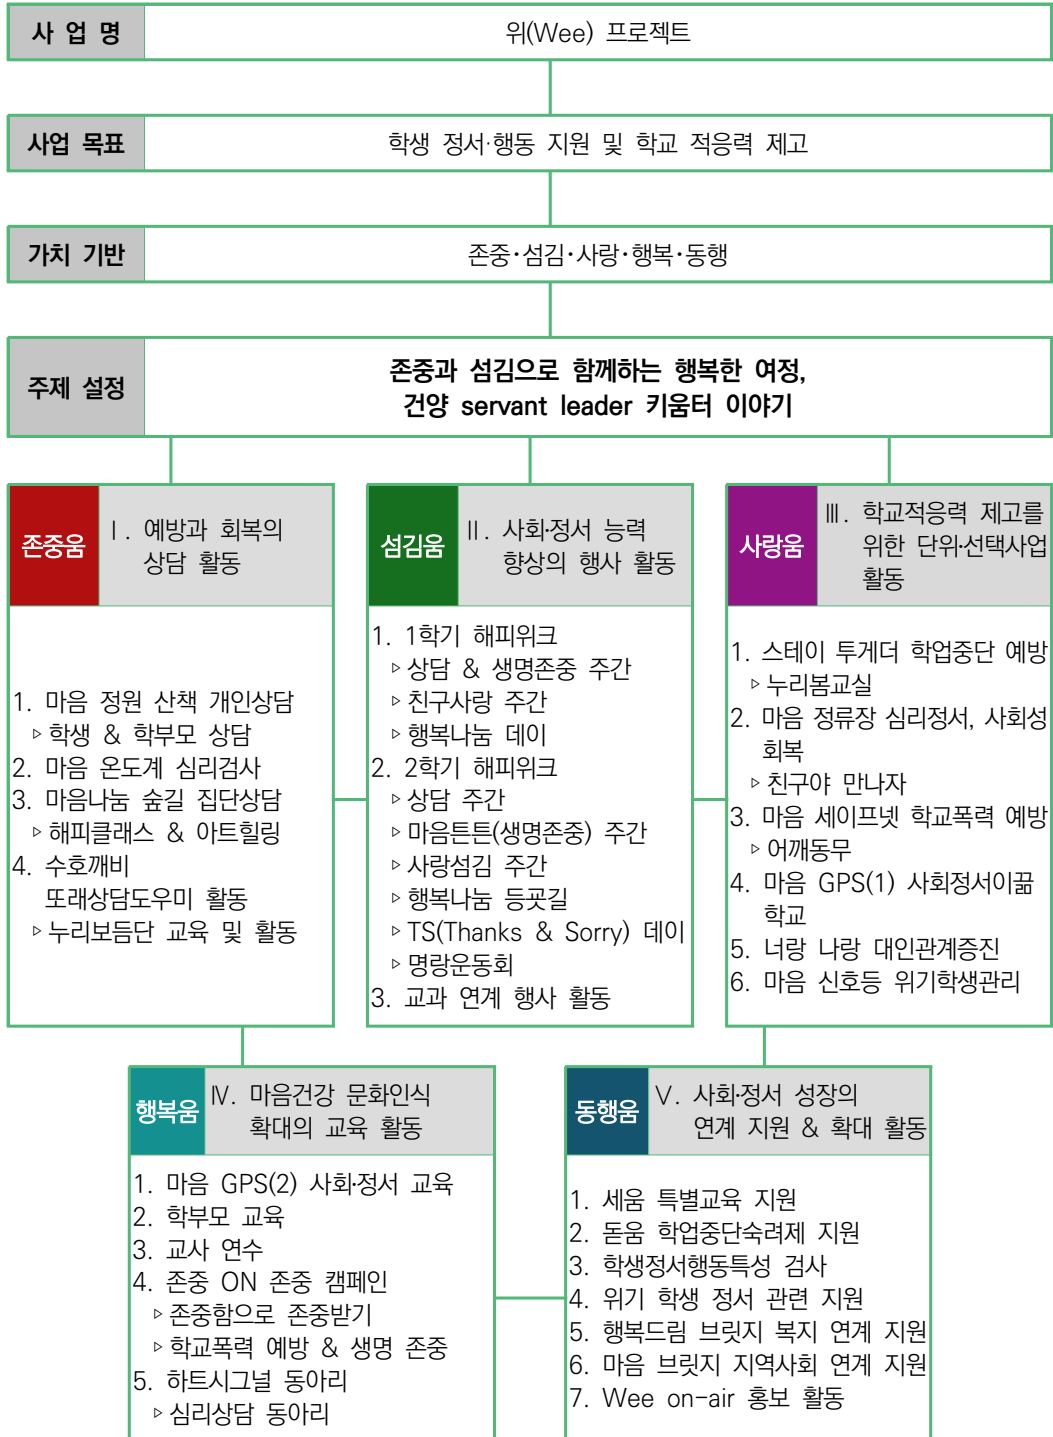 사 업 명
위(Wee) 프로젝트
사업 목표
학생 정서·행동 지원 및 학교 적응력 제고
가치 기반
존중·섬김·사랑·행복·동행
주제 설정
존중과 섬김으로 함께하는 행복한 여정,
건양 servant leader 키움터 이야기
존중움
Ⅰ. 예방과 회복의
상담 활동
1. 마음 정원 산책 개인상담
▹학생 & 학부모 상담
2. 마음 온도계 심리검사
3. 마음나눔 숲길 집단상담
▹해피클래스 & 아트힐링
4. 수호깨비
또래상담도우미 활동
▹누리보듬단 교육 및 활동
섬김움
Ⅱ. 사회·정서 능력
향상의 행사 활동
1. 1학기 해피위크
▹상담 & 생명존중 주간
▹친구사랑 주간
▹행복나눔 데이
2. 2학기 해피위크
▹상담 주간
▹마음튼튼(생명존중) 주간
▹사랑섬김 주간
▹행복나눔 등굣길
▹TS(Thanks & Sorry) 데이
▹명랑운동회
3. 교과 연계 행사 활동
사랑움
Ⅲ. 학교적응력 제고를
위한 단위·선택사업
활동
1. 스테이 투게더 학업중단 예방
▹누리봄교실
2. 마음 정류장 심리정서, 사회성
회복
▹친구야 만나자
3. 마음 세이프넷 학교폭력 예방
▹어깨동무
4. 마음 GPS(1) 사회정서이끎
학교
5. 너랑 나랑 대인관계증진
6. 마음 신호등 위기학생관리
행복움
Ⅳ. 마음건강 문화인식
확대의 교육 활동
1. 마음 GPS(2) 사회·정서 교육
2. 학부모 교육
3. 교사 연수
4. 존중 ON 존중 캠페인
▹존중함으로 존중받기
▹학교폭력 예방 & 생명 존중
5. 하트시그널 동아리
▹심리상담 동아리
동행움
Ⅴ. 사회·정서 성장의
연계 지원 & 확대 활동
1. 세움 특별교육 지원
2. 돋움 학업중단숙려제 지원
3. 학생정서행동특성 검사
4. 위기 학생 정서 관련 지원
5. 행복드림 브릿지 복지 연계 지원
6. 마음 브릿지 지역사회 연계 지원
7. Wee on-air 홍보 활동